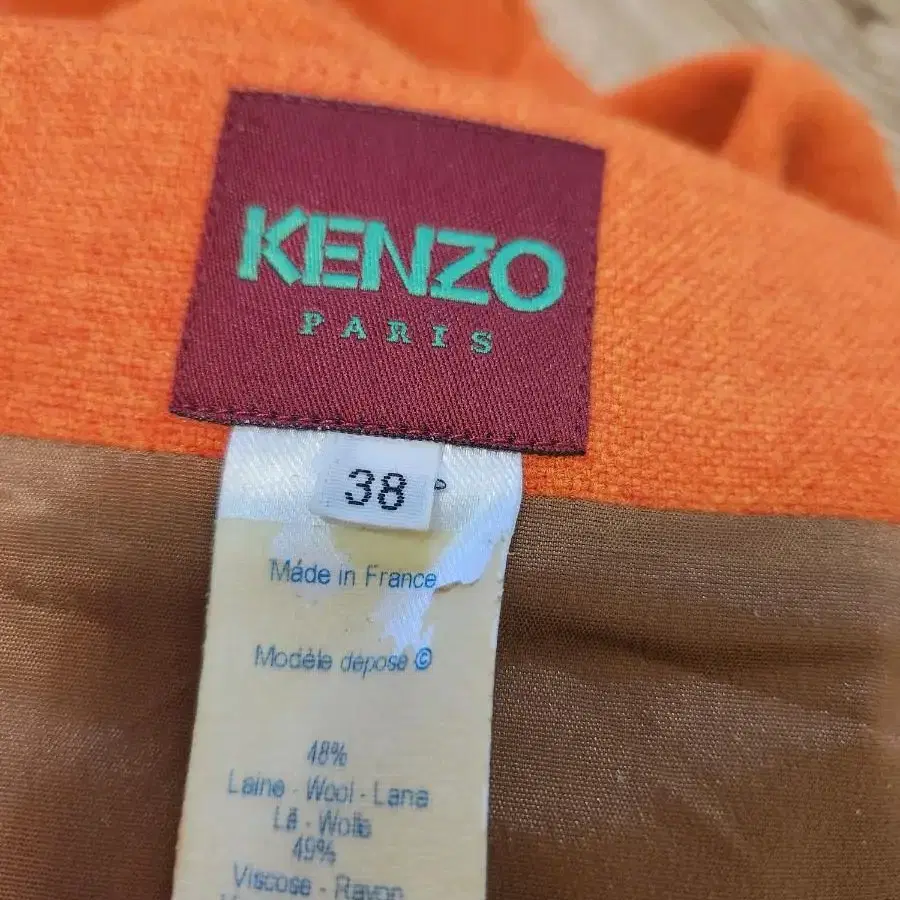 KENZO
PARIS
38
Made in France
Modèle déposé ©
48%
Laine - Wool - Lana
Lã - Wolle
49%
Viscose - Rayon